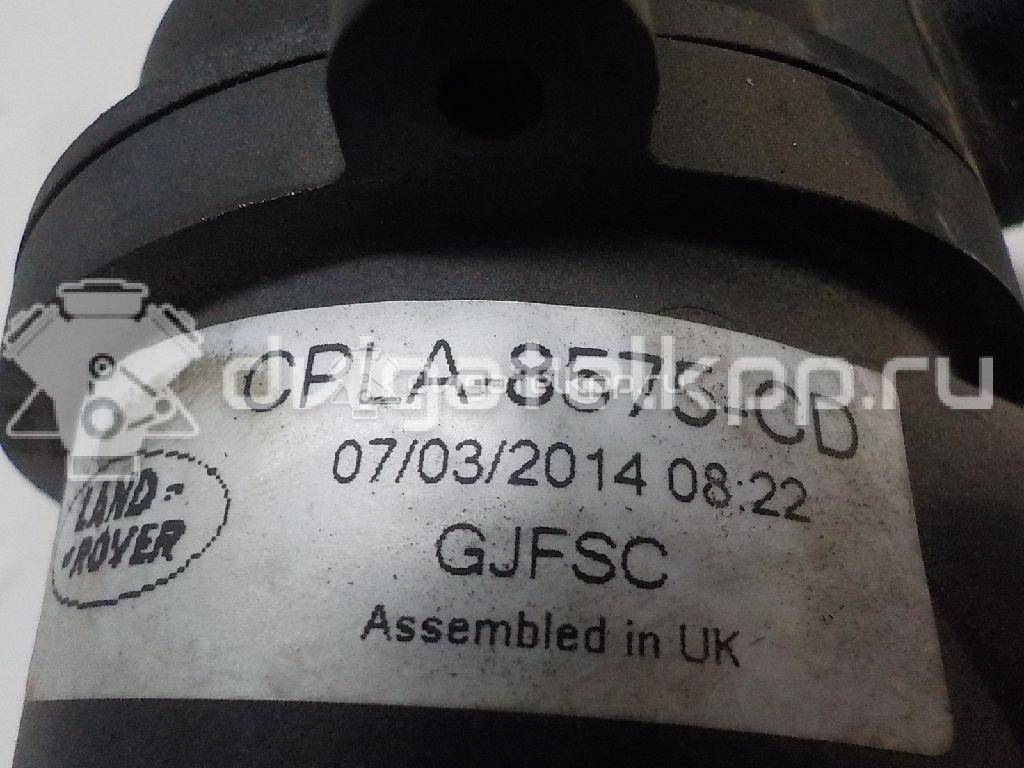 CPLA-8575-CD
07/03/2014 08:22
LAND
ROVER
GJFSC
Assembled in UK